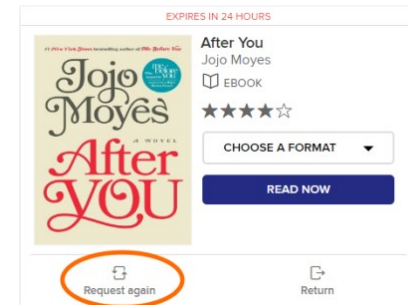 EXPIRES IN 24 HOURS
#1 New York Times bestselling author of Me Before You
Jojo
Moyes
A NOVEL
After
YOU
After You
Jojo Moyes
EBOOK
CHOOSE A FORMAT
READ NOW
Request again
Return